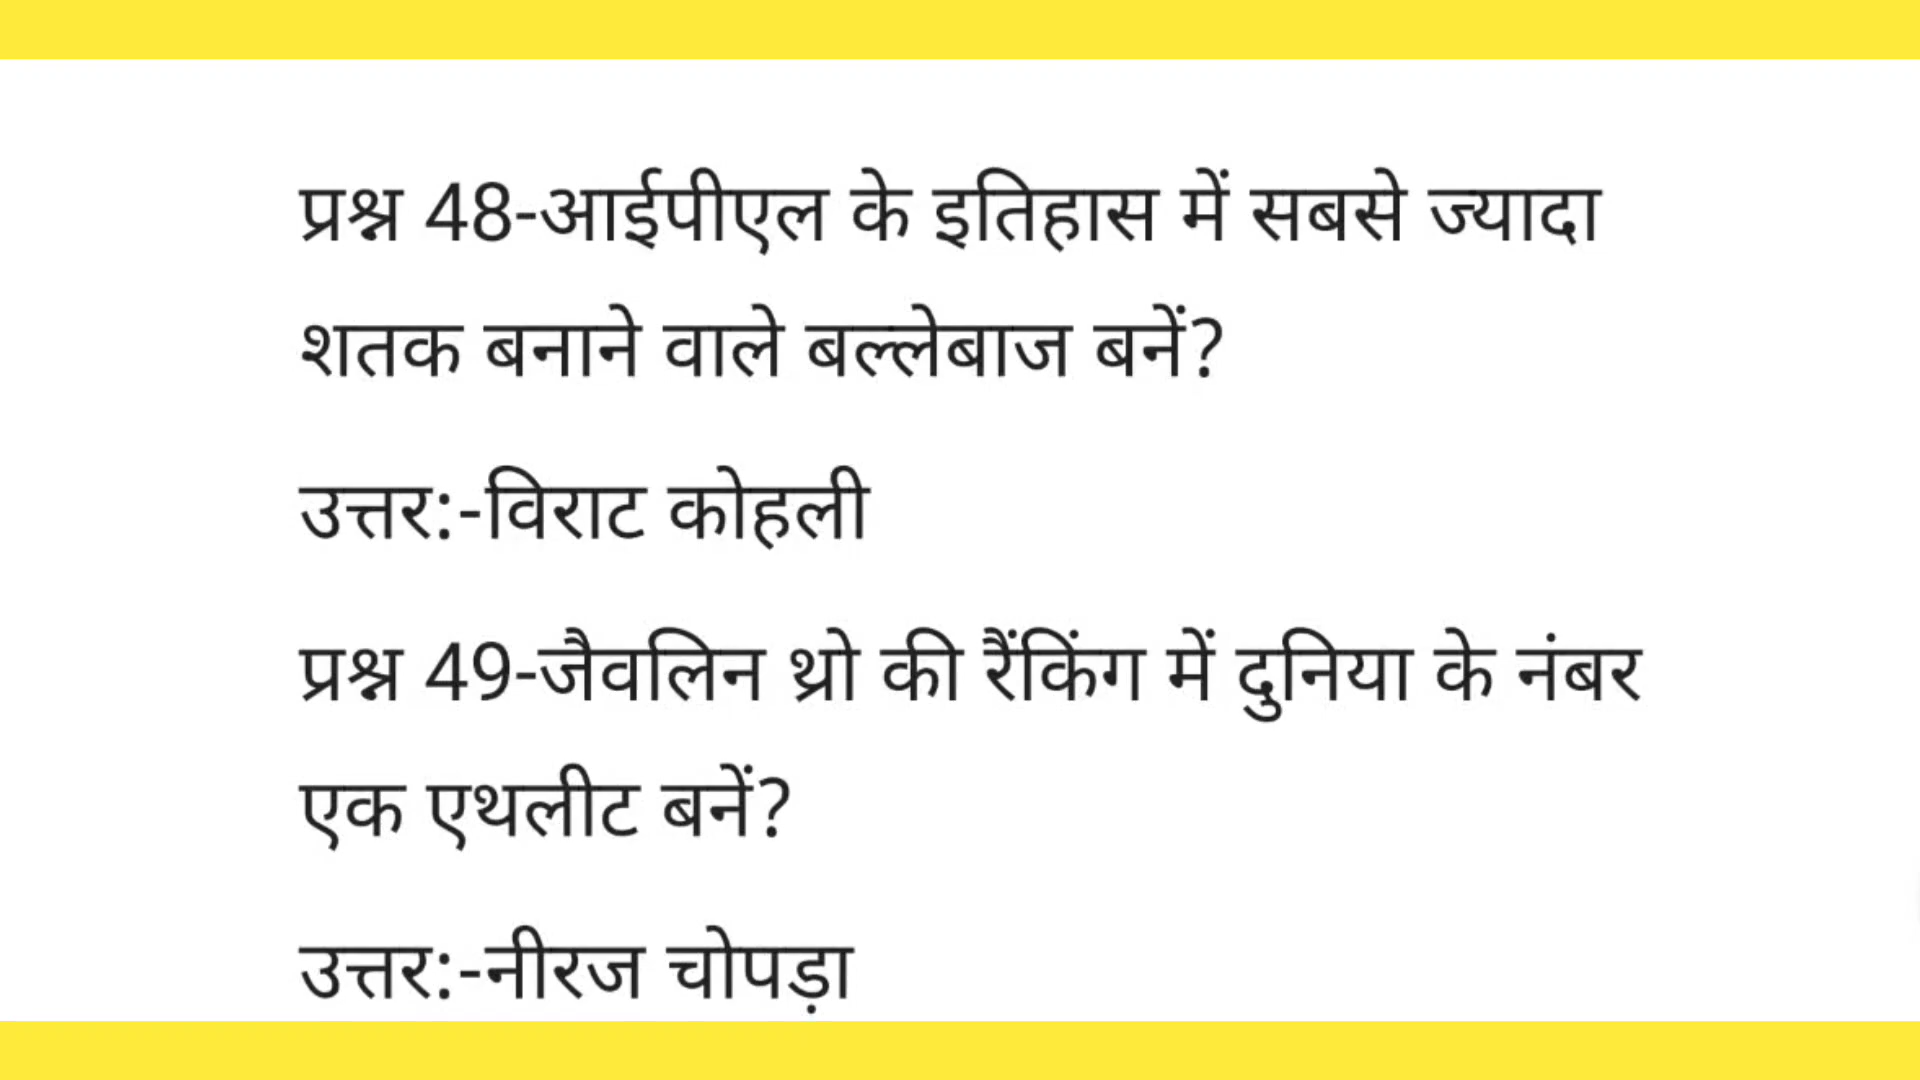 प्रश्न 48-आईपीएल के इतिहास में सबसे ज्यादा
शतक बनाने वाले बल्लेबाज बनें?
उत्तर:-विराट कोहली
प्रश्न 49-जैवलिन थ्रो की रैंकिंग में दुनिया के नंबर
एक एथलीट बनें?
उत्तर:-नीरज चोपड़ा